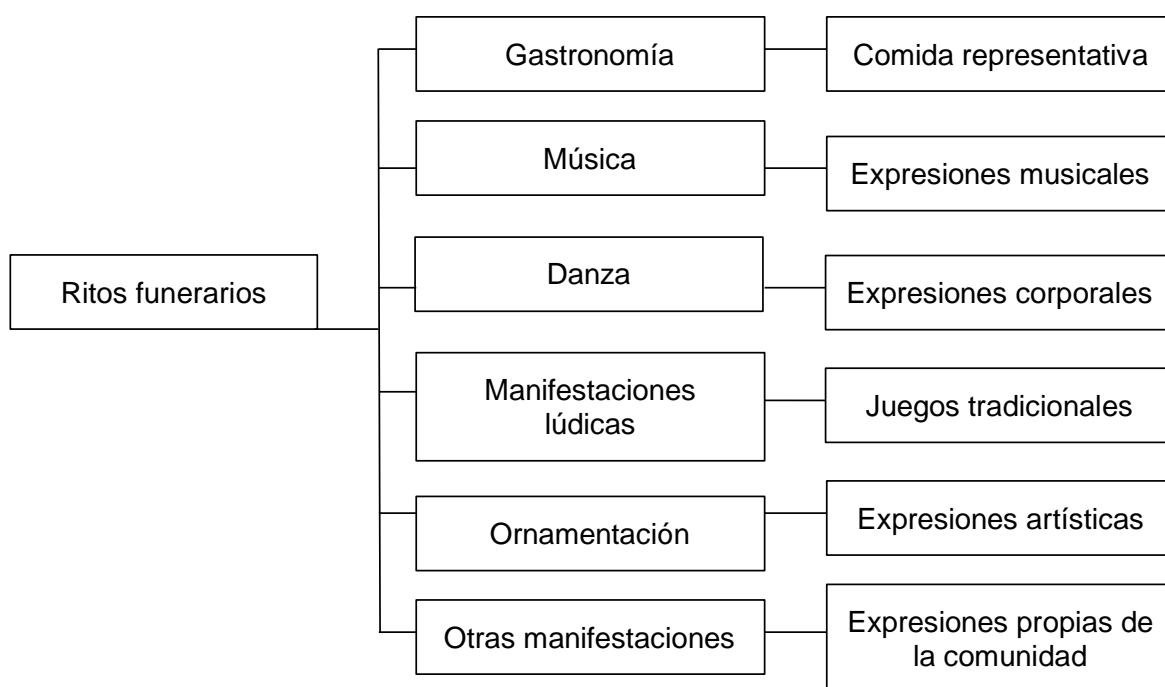 Gastronomía
Comida representativa
Música
Expresiones musicales
Ritos funerarios
Danza
Expresiones corporales
Manifestaciones
lúdicas
Juegos tradicionales
Ornamentación
Expresiones artísticas
Otras manifestaciones
Expresiones propias de
la comunidad